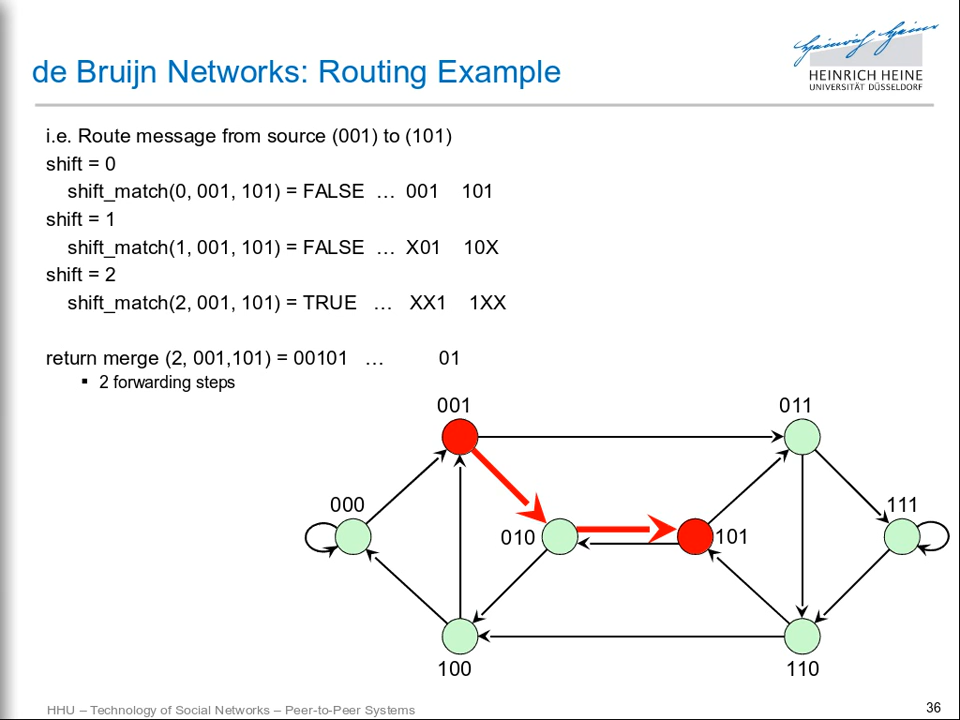 de Bruijn Networks: Routing Example
Heinrich Heine
HEINRICH HEINE
UNIVERSITÄT DÜSSELDORF
i.e. Route message from source (001) to (101)
shift = 0
shift_match(0, 001, 101) = FALSE … 001 101
shift = 1
shift_match(1, 001, 101) = FALSE … X01 10X
shift = 2
shift_match(2, 001, 101) = TRUE … XX1 1XX
return merge (2, 001,101) = 00101 … 01
▪ 2 forwarding steps
001 011
000 111
010 101
100 110
HHU – Technology of Social Networks – Peer-to-Peer Systems 36